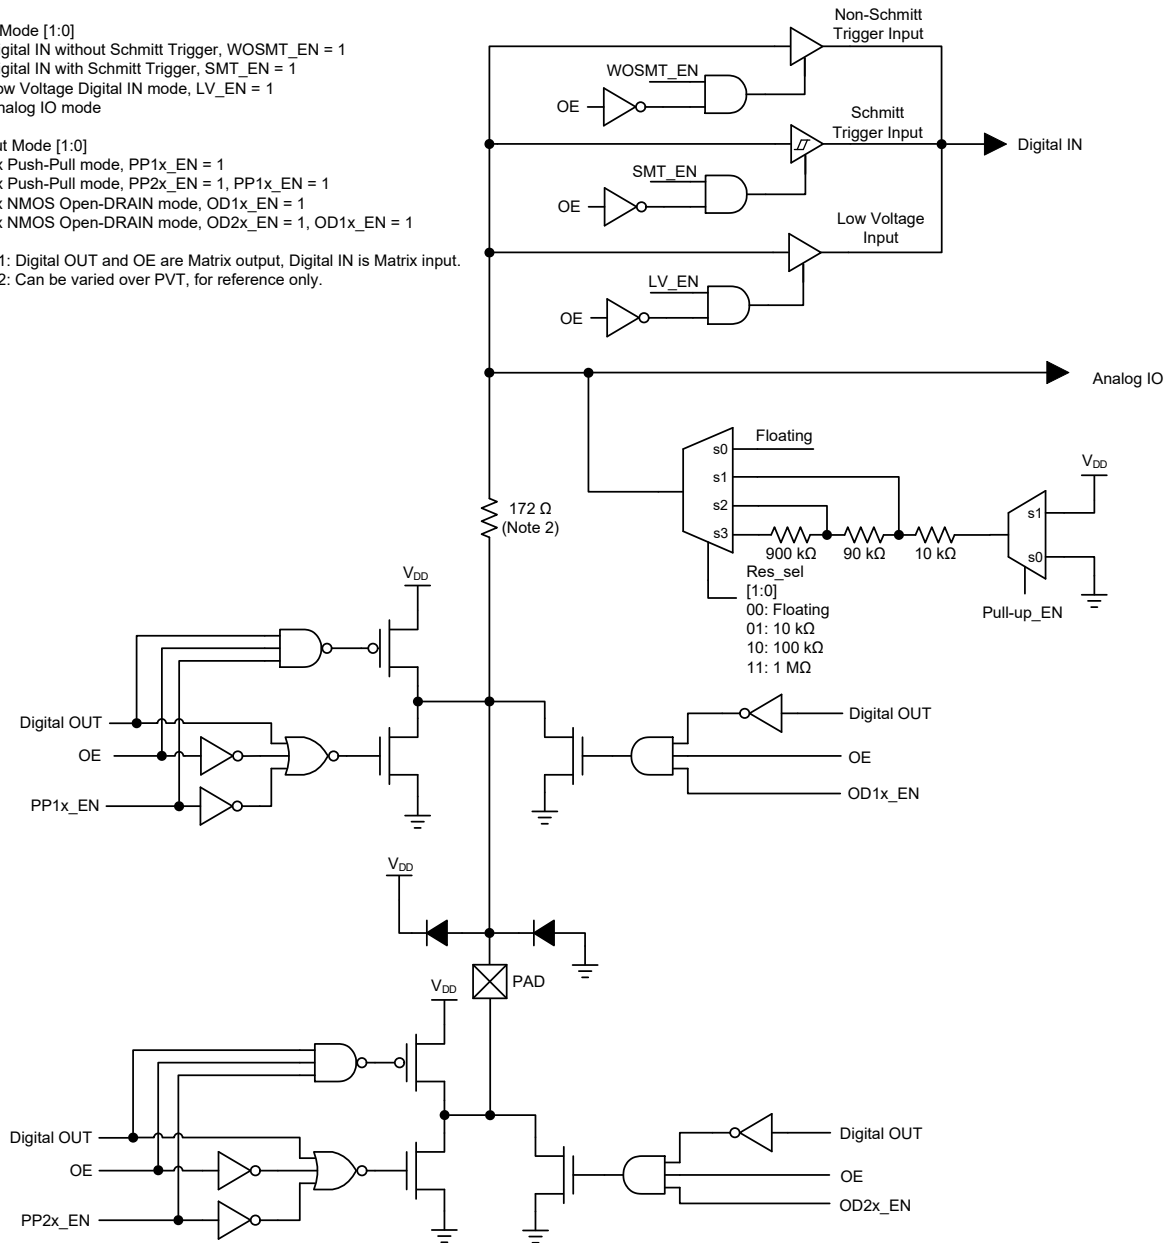 Mode [1:0]
gital IN without Schmitt Trigger, WOSMT_EN = 1
gital IN with Schmitt Trigger, SMT_EN = 1
ow Voltage Digital IN mode, LV_EN = 1
nalog IO mode
ut Mode [1:0]
x Push-Pull mode, PP1x_EN = 1
x Push-Pull mode, PP2x_EN = 1, PP1x_EN = 1
x NMOS Open-DRAIN mode, OD1x_EN = 1
x NMOS Open-DRAIN mode, OD2x_EN = 1, OD1x_EN = 1
1: Digital OUT and OE are Matrix output, Digital IN is Matrix input.
2: Can be varied over PVT, for reference only.
Non-Schmitt
Trigger Input
WOSMT_EN
OE
Schmitt
Trigger Input
Digital IN
SMT_EN
OE
Low Voltage
Input
LV_EN
OE
Analog IO
Floating
s0
s1
s2
s3
172 Ω
(Note 2)
900 kΩ
90 kΩ
10 kΩ
VDD
s1
s0
Pull-up_EN
Res_sel
[1:0]
00: Floating
01: 10 kΩ
10: 100 kΩ
11: 1 MΩ
VDD
Digital OUT
OE
PP1x_EN
Digital OUT
OE
OD1x_EN
VDD
PAD
VDD
Digital OUT
OE
PP2x_EN
Digital OUT
OE
OD2x_EN